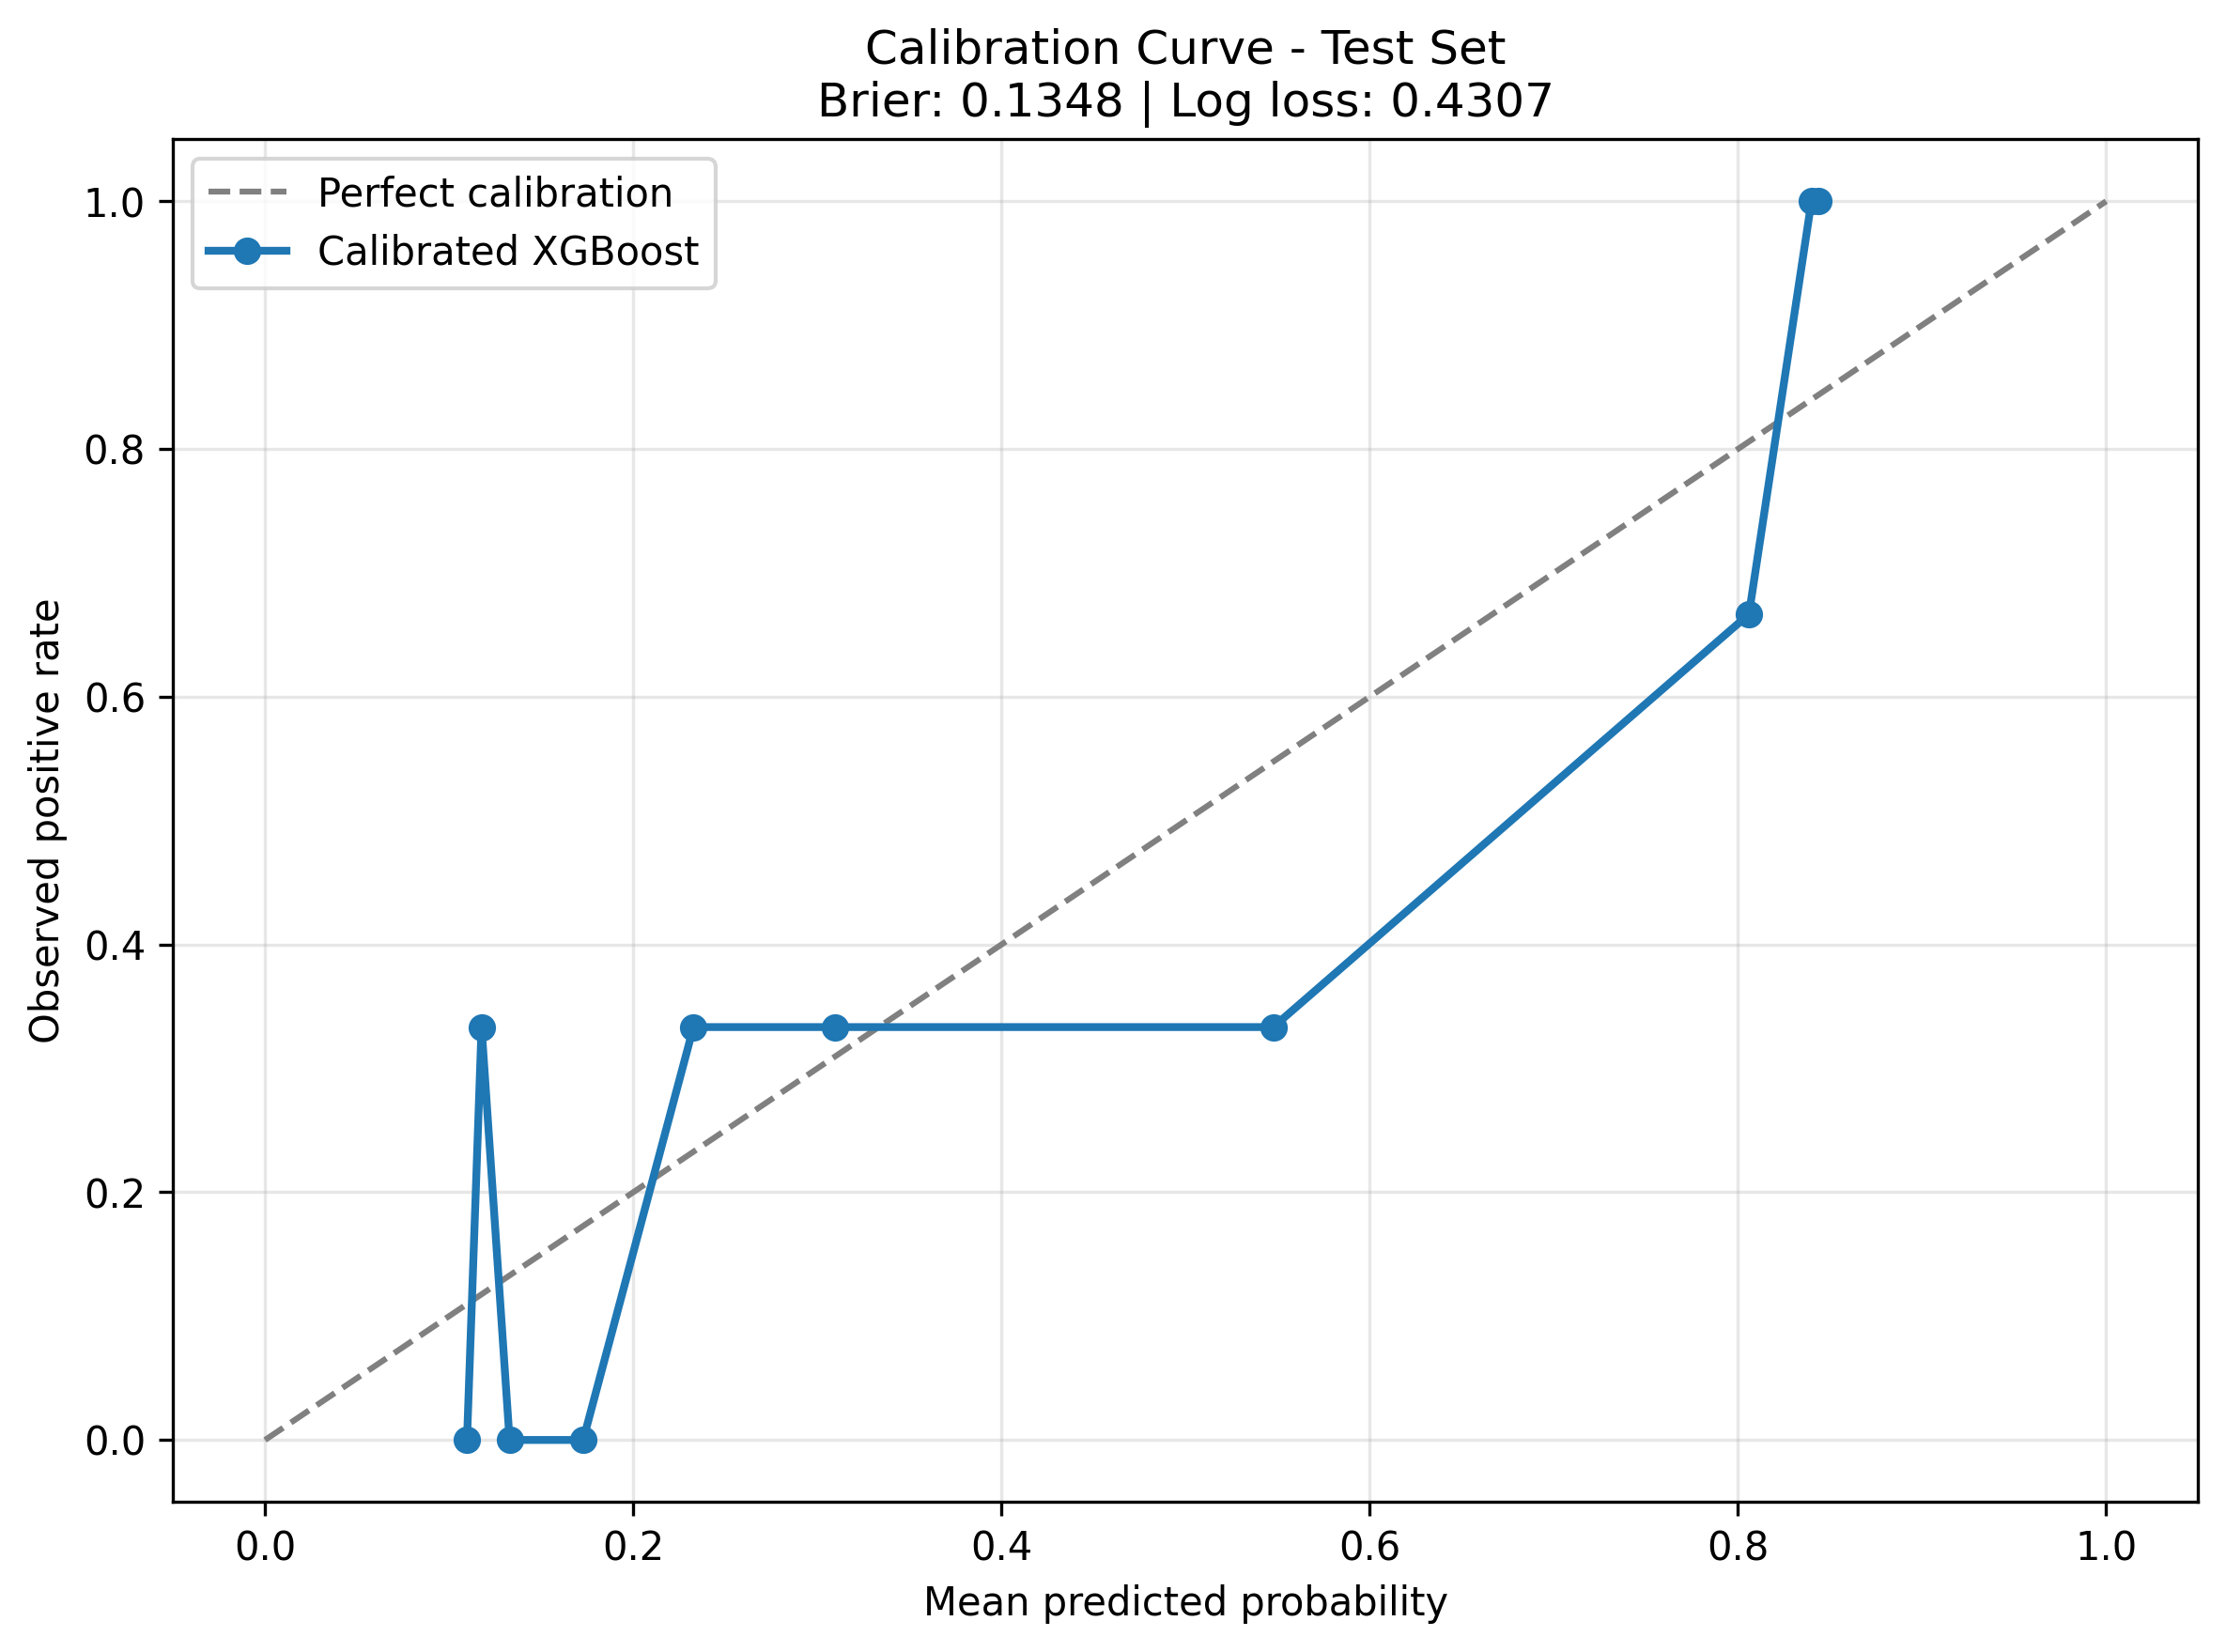 Calibration Curve - Test Set
Brier: 0.1348 | Log loss: 0.4307
Perfect calibration
Calibrated XGBoost
Observed positive rate
1.0
0.8
0.6
0.4
0.2
0.0
0.0 0.2 0.4 0.6 0.8 1.0
Mean predicted probability